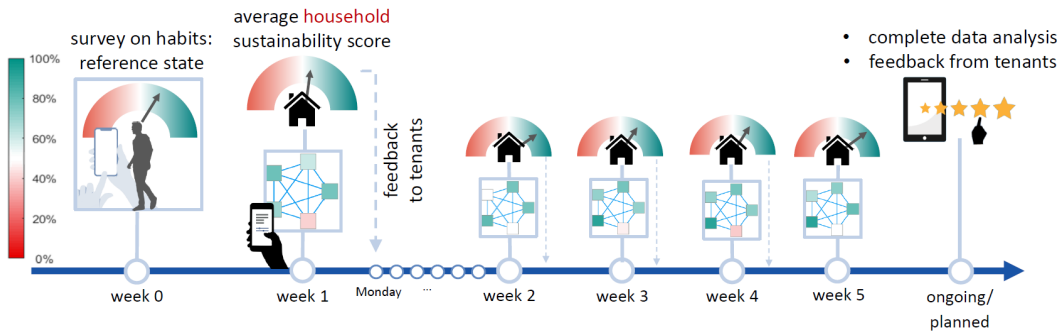 survey on habits:
reference state
100%
80%
60%
40%
20%
0%
average household
sustainability score
feedback
to tenants
• complete data analysis
• feedback from tenants
week 0
week 1
Monday
...
week 2
week 3
week 4
week 5
ongoing/
planned